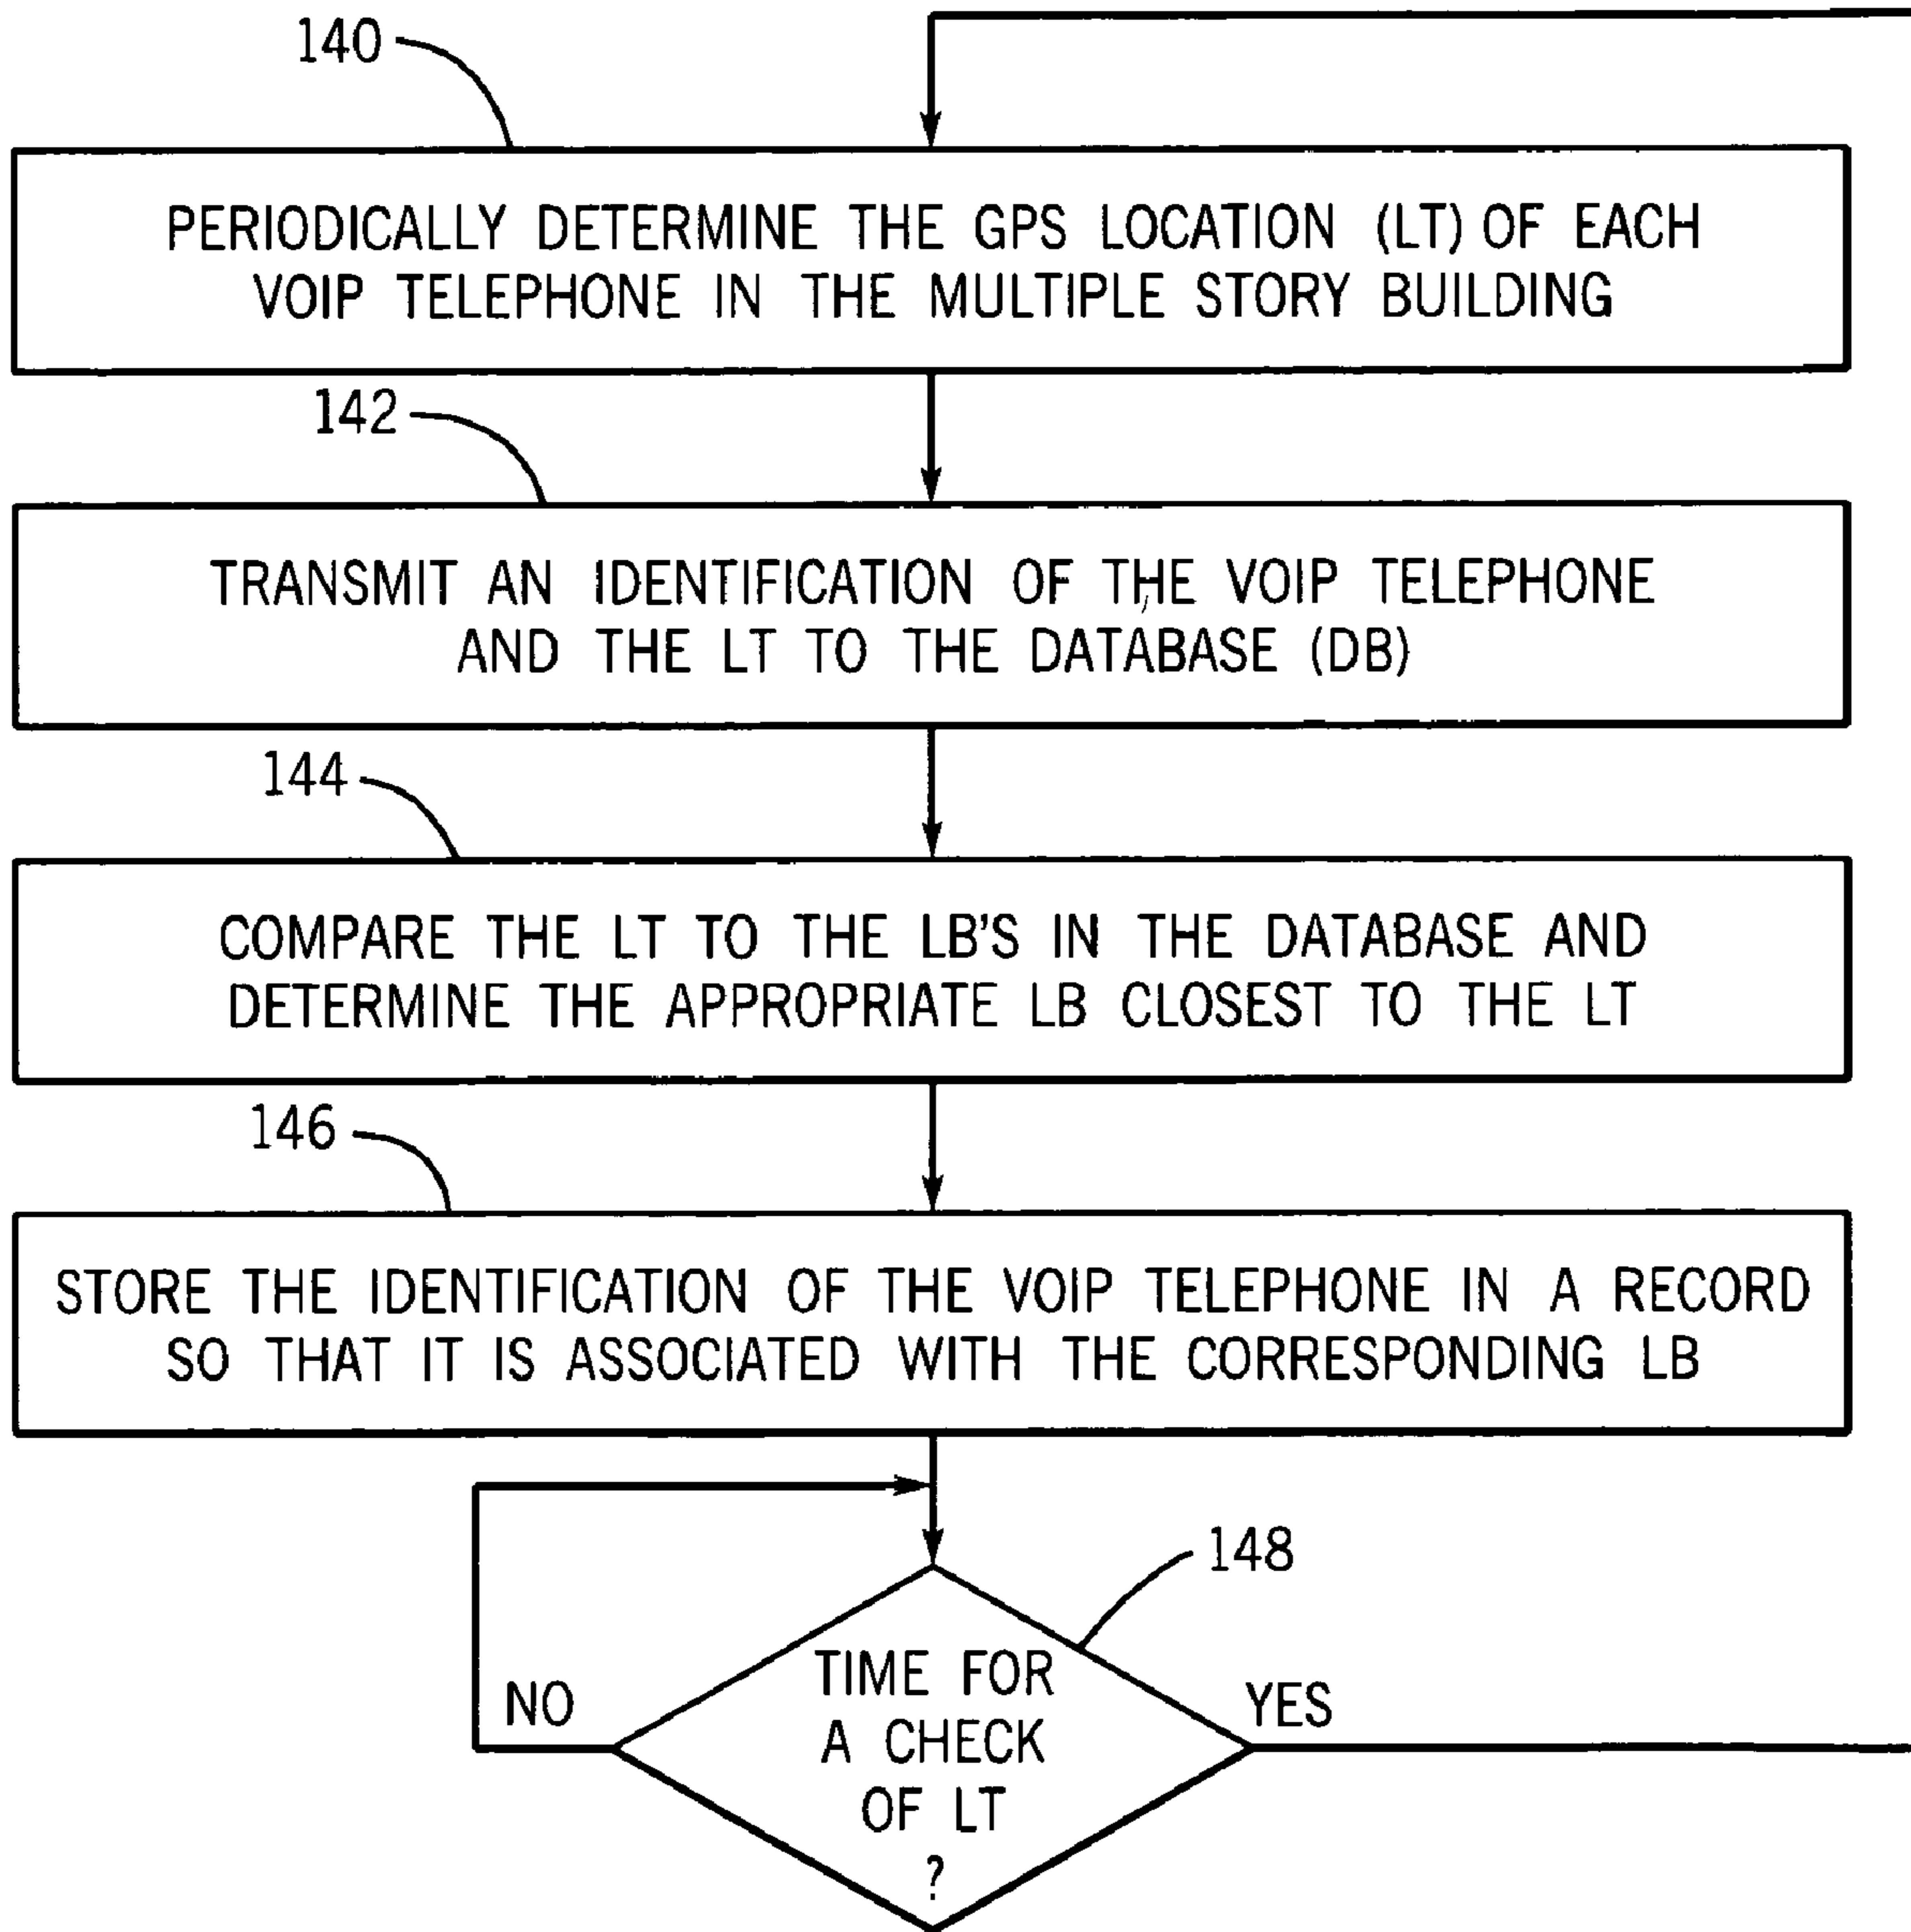 140
PERIODICALLY DETERMINE THE GPS LOCATION (LT) OF EACH
VOIP TELEPHONE IN THE MULTIPLE STORY BUILDING
142
TRANSMIT AN IDENTIFICATION OF THE VOIP TELEPHONE
AND THE LT TO THE DATABASE (DB)
144
COMPARE THE LT TO THE LB'S IN THE DATABASE AND
DETERMINE THE APPROPRIATE LB CLOSEST TO THE LT
146
STORE THE IDENTIFICATION OF THE VOIP TELEPHONE IN A RECORD
SO THAT IT IS ASSOCIATED WITH THE CORRESPONDING LB
148
TIME FOR
A CHECK
OF LT
?
NO
YES